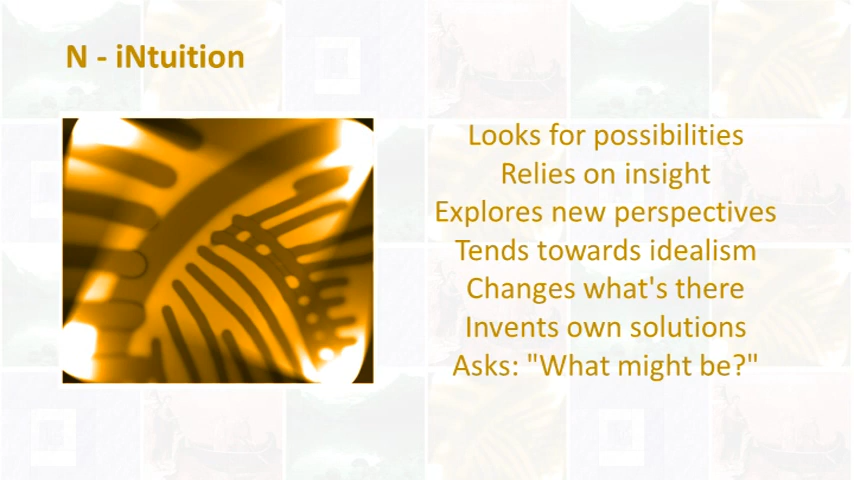 N - iNtuition
Looks for possibilities
Relies on insight
Explores new perspectives
Tends towards idealism
Changes what's there
Invents own solutions
Asks: "What might be?"